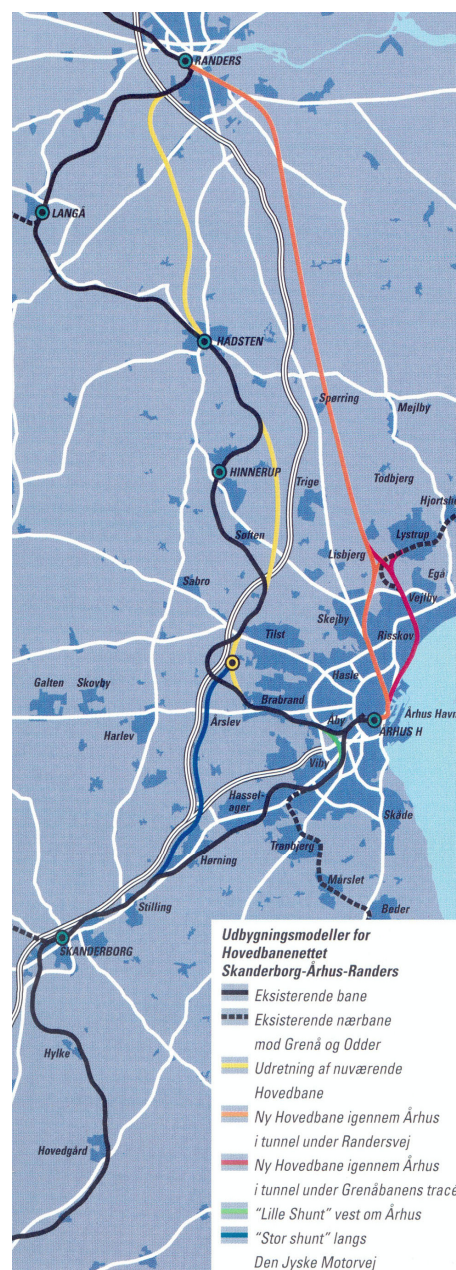 RANDERS
LANGÅ
HADSTEN
Spørring
Mejlby
HINNERUP
Trige
Todbjerg
Hjortshø
Søften
Lystrup
Lisbjerg
Egå
Sabro
Vejlby
Skejby
Tilst
Risskov
Hasle
Galten
Skovby
Brabrand
Århus Havn
Årslev
Åby
ÅRHUS H
Harlev
Viby
Hassel-
ager
Skåde
Tranbjerg
Hørning
Mårslet
Stilling
Beder
SKANDERBORG
Hylke
Hovedgård
Udbygningsmodeller for
Hovedbanenettet
Skanderborg-Århus-Randers
Eksisterende bane
Eksisterende nærbane
mod Grenå og Odder
Udretning af nuværende
Hovedbane
Ny Hovedbane igennem Århus
i tunnel under Randersvej
Ny Hovedbane igennem Århus
i tunnel under Grenåbanens tracé
"Lille Shunt" vest om Århus
"Stor shunt" langs
Den Jyske Motorvej